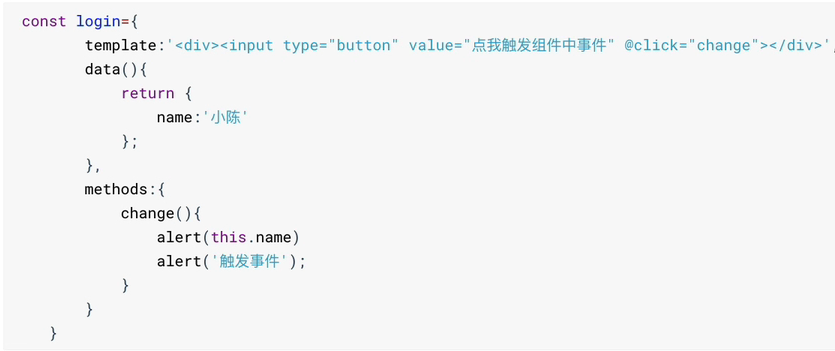 const login={
template:'<div><input type="button" value="点我触发组件中事件" @click="change"></div>',
data(){
return {
name:'小陈'
};
},
methods:{
change(){
alert(this.name)
alert('触发事件');
}
}
}